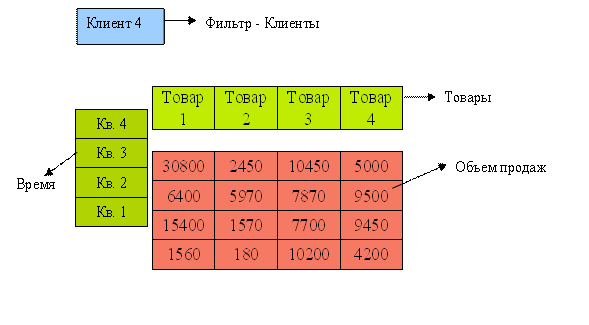 Клиент 4
Фильтр - Клиенты
Товар 1
Товар 2
Товар 3
Товар 4
Товары
Кв. 4
Кв. 3
Кв. 2
Кв. 1
Время
30800 2450 10450 5000
6400 5970 7870 9500
15400 1570 7700 9450
1560 180 10200 4200
Объем продаж